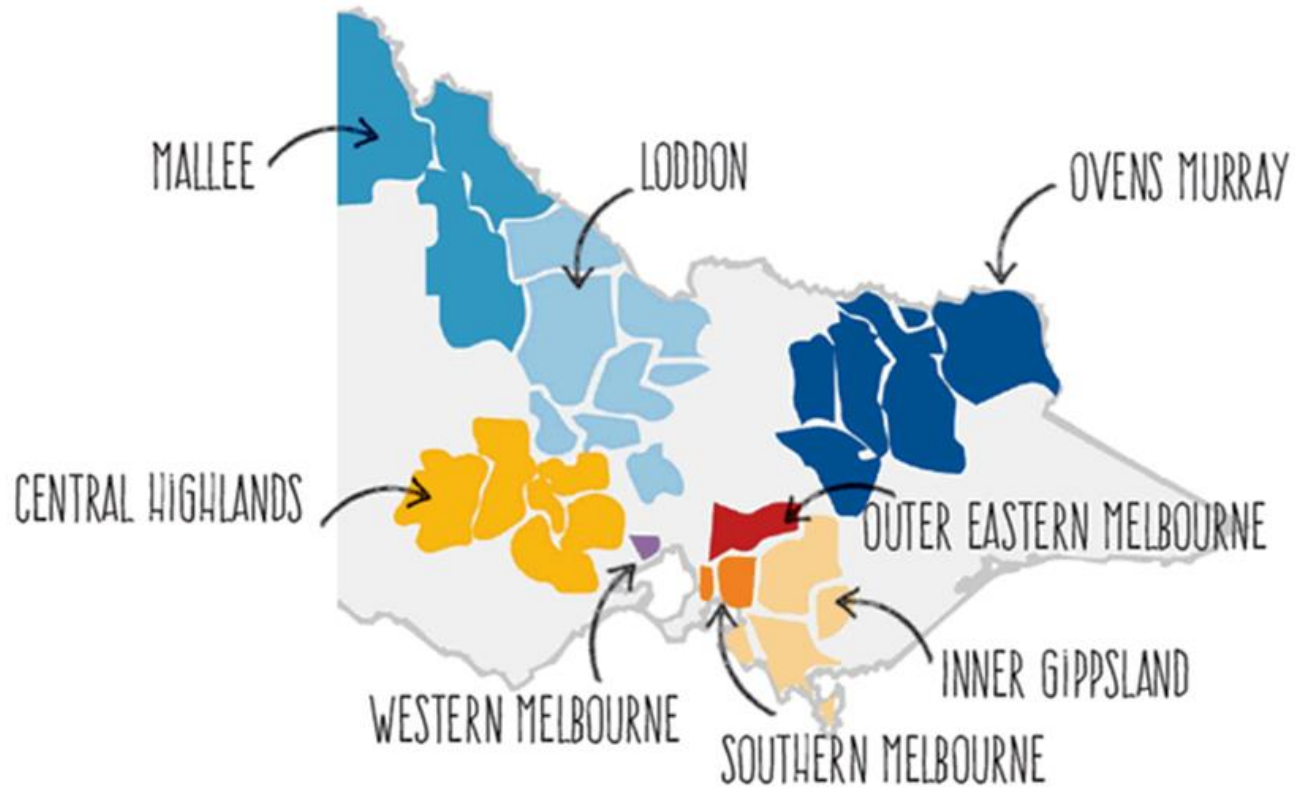 MALLEE
LODDON
OVENS MURRAY
CENTRAL HIGHLANDS
OUTER EASTERN MELBOURNE
INNER GIPPSLAND
WESTERN MELBOURNE
SOUTHERN MELBOURNE